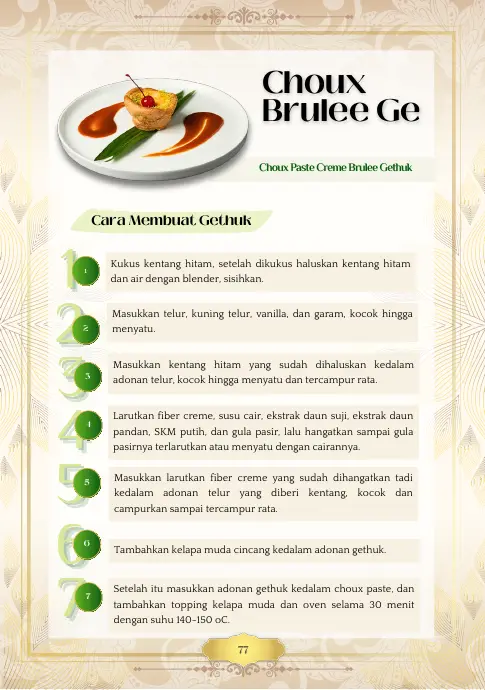 Choux
Brulee Ge
Choux Paste Creme Brulee Gethuk
Cara Membuat Gethuk
1
Kukus kentang hitam, setelah dikukus haluskan kentang hitam
dan air dengan blender, sisihkan.
2
Masukkan telur, kuning telur, vanilla, dan garam, kocok hingga
menyatu.
3
Masukkan kentang hitam yang sudah dihaluskan kedalam
adonan telur, kocok hingga menyatu dan tercampur rata.
4
Larutkan fiber creme, susu cair, ekstrak daun suji, ekstrak daun
pandan, SKM putih, dan gula pasir, lalu hangatkan sampai gula
pasirnya terlarutkan atau menyatu dengan cairannya.
5
Masukkan larutkan fiber creme yang sudah dihangatkan tadi
kedalam adonan telur yang diberi kentang, kocok dan
campurkan sampai tercampur rata.
6
Tambahkan kelapa muda cincang kedalam adonan gethuk.
7
Setelah itu masukkan adonan gethuk kedalam choux paste, dan
tambahkan topping kelapa muda dan oven selama 30 menit
dengan suhu 140-150 oC.
77